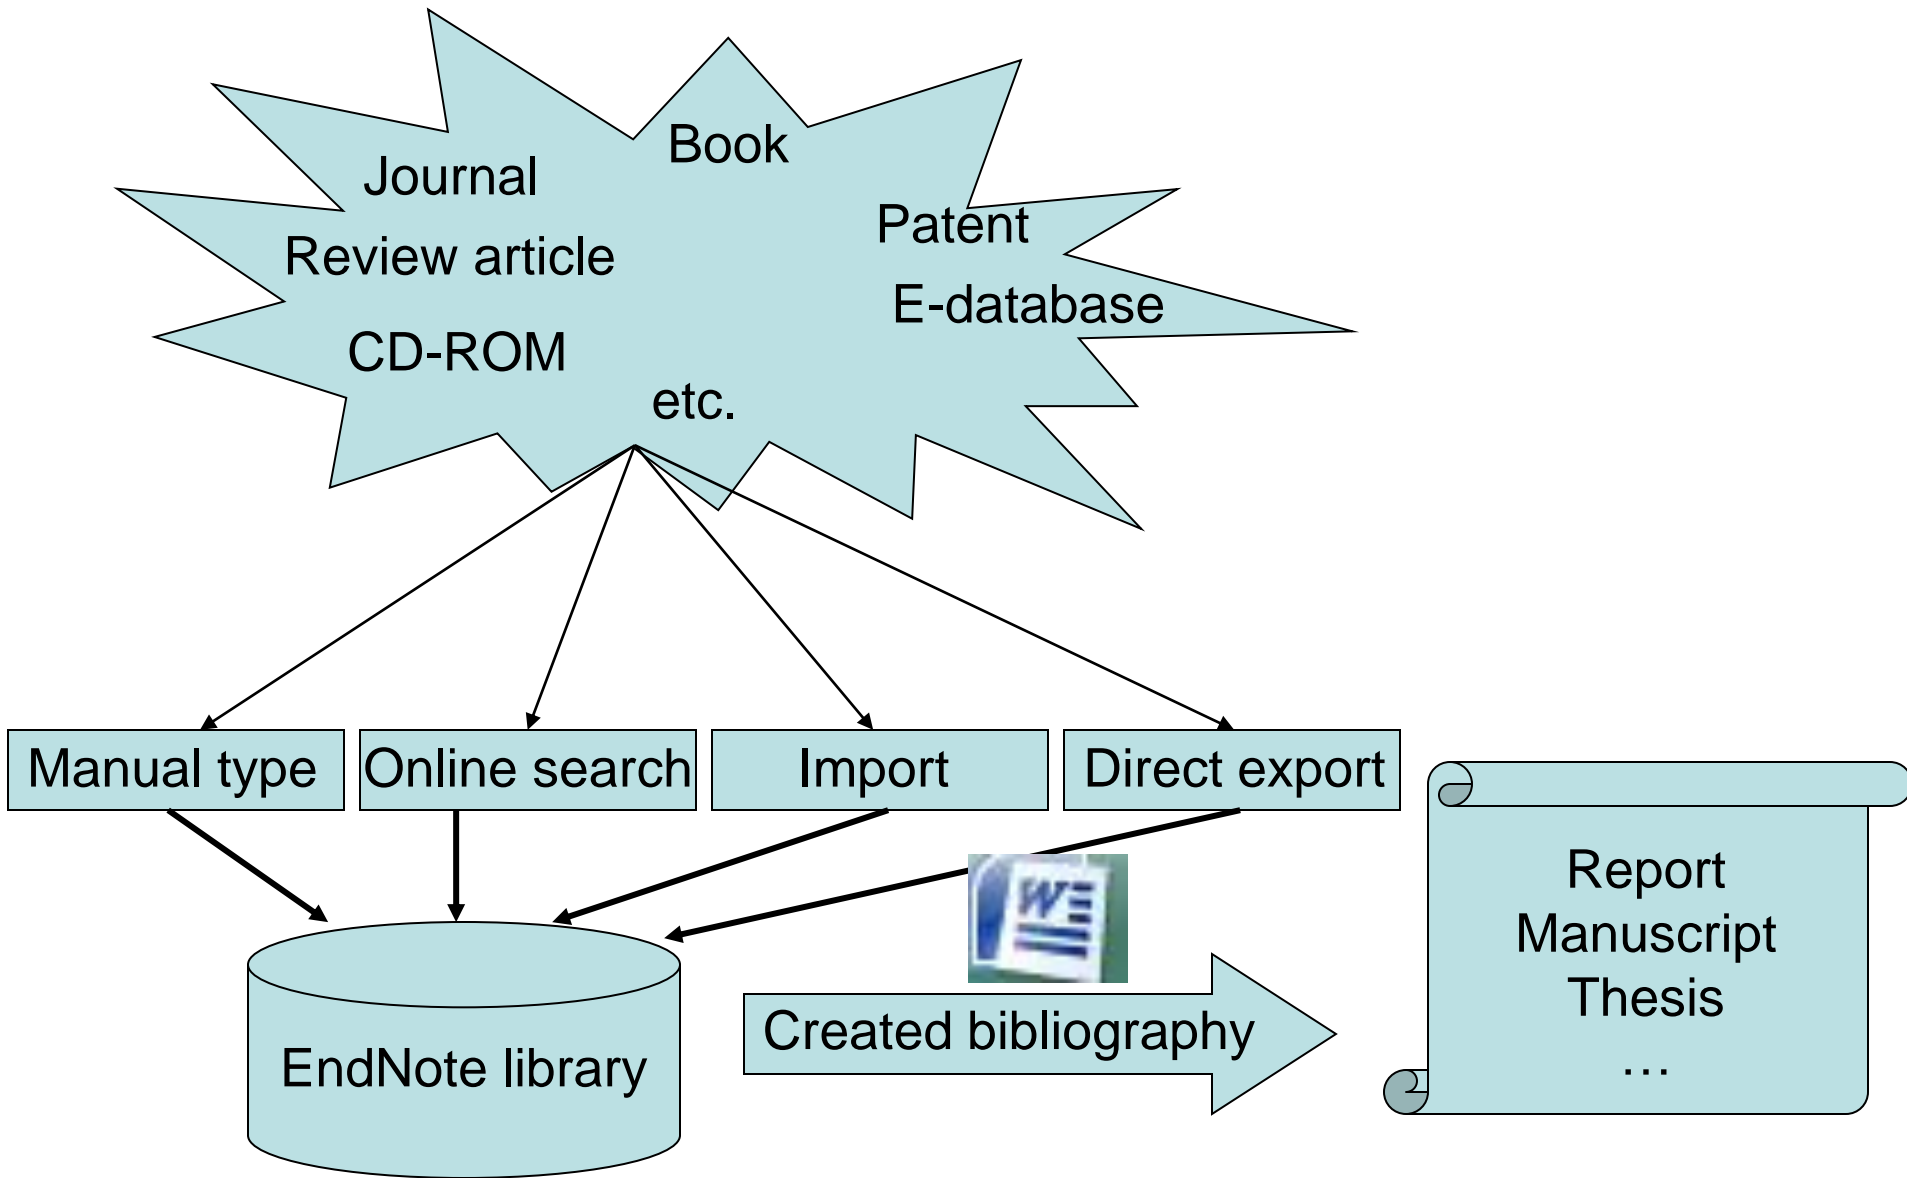 Book
Journal
Patent
Review article
E-database
CD-ROM
etc.
Manual type
Online search
Import
Direct export
Report
Manuscript
Thesis
…
W
Created bibliography
EndNote library